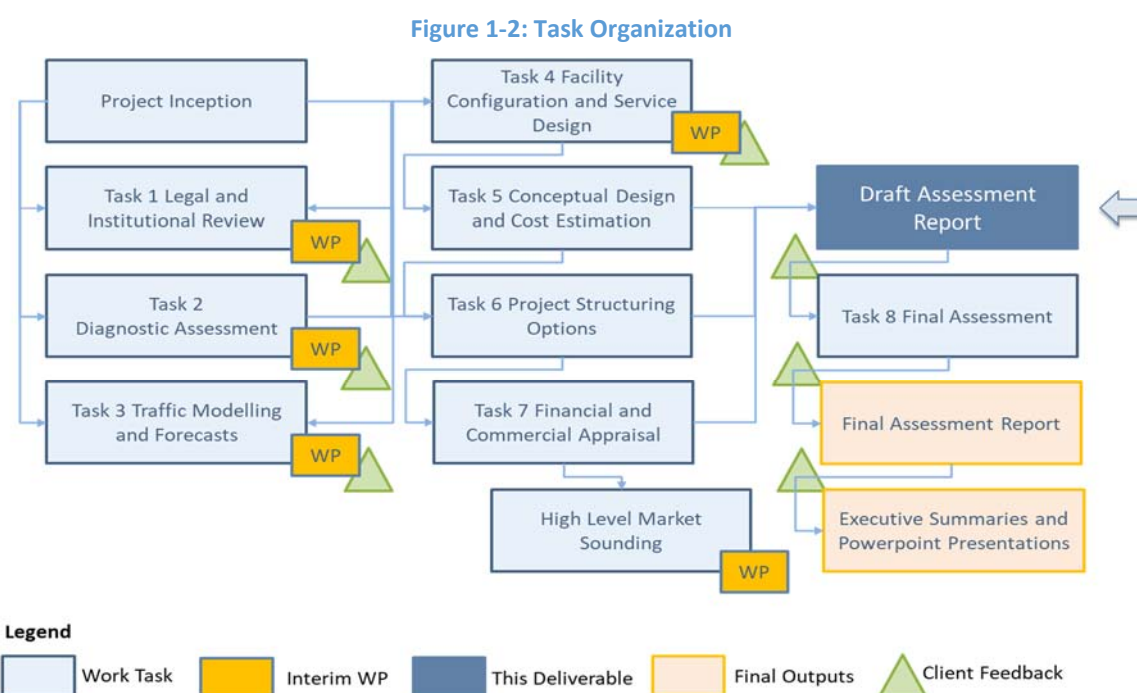 Figure 1-2: Task Organization
Project Inception
Task 1 Legal and
Institutional Review
WP
Task 2
Diagnostic Assessment
WP
Task 3 Traffic Modelling
and Forecasts
WP
Task 4 Facility
Configuration and Service
Design
WP
Task 5 Conceptual Design
and Cost Estimation
Task 6 Project Structuring
Options
Task 7 Financial and
Commercial Appraisal
High Level Market
Sounding
WP
Draft Assessment
Report
Task 8 Final Assessment
Final Assessment Report
Executive Summaries and
Powerpoint Presentations
Legend
Work Task
Interim WP
This Deliverable
Final Outputs
Client Feedback